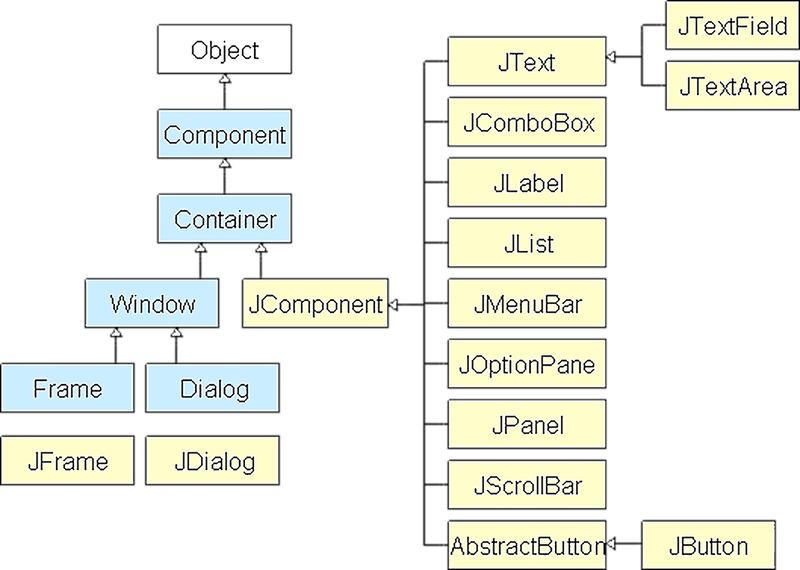 Object
Component
Container
Window
JComponent
Frame
Dialog
JFrame
JDialog
JText
JComboBox
JLabel
JList
JMenuBar
JOptionPane
JPanel
JScrollBar
AbstractButton
JTextField
JTextArea
JButton